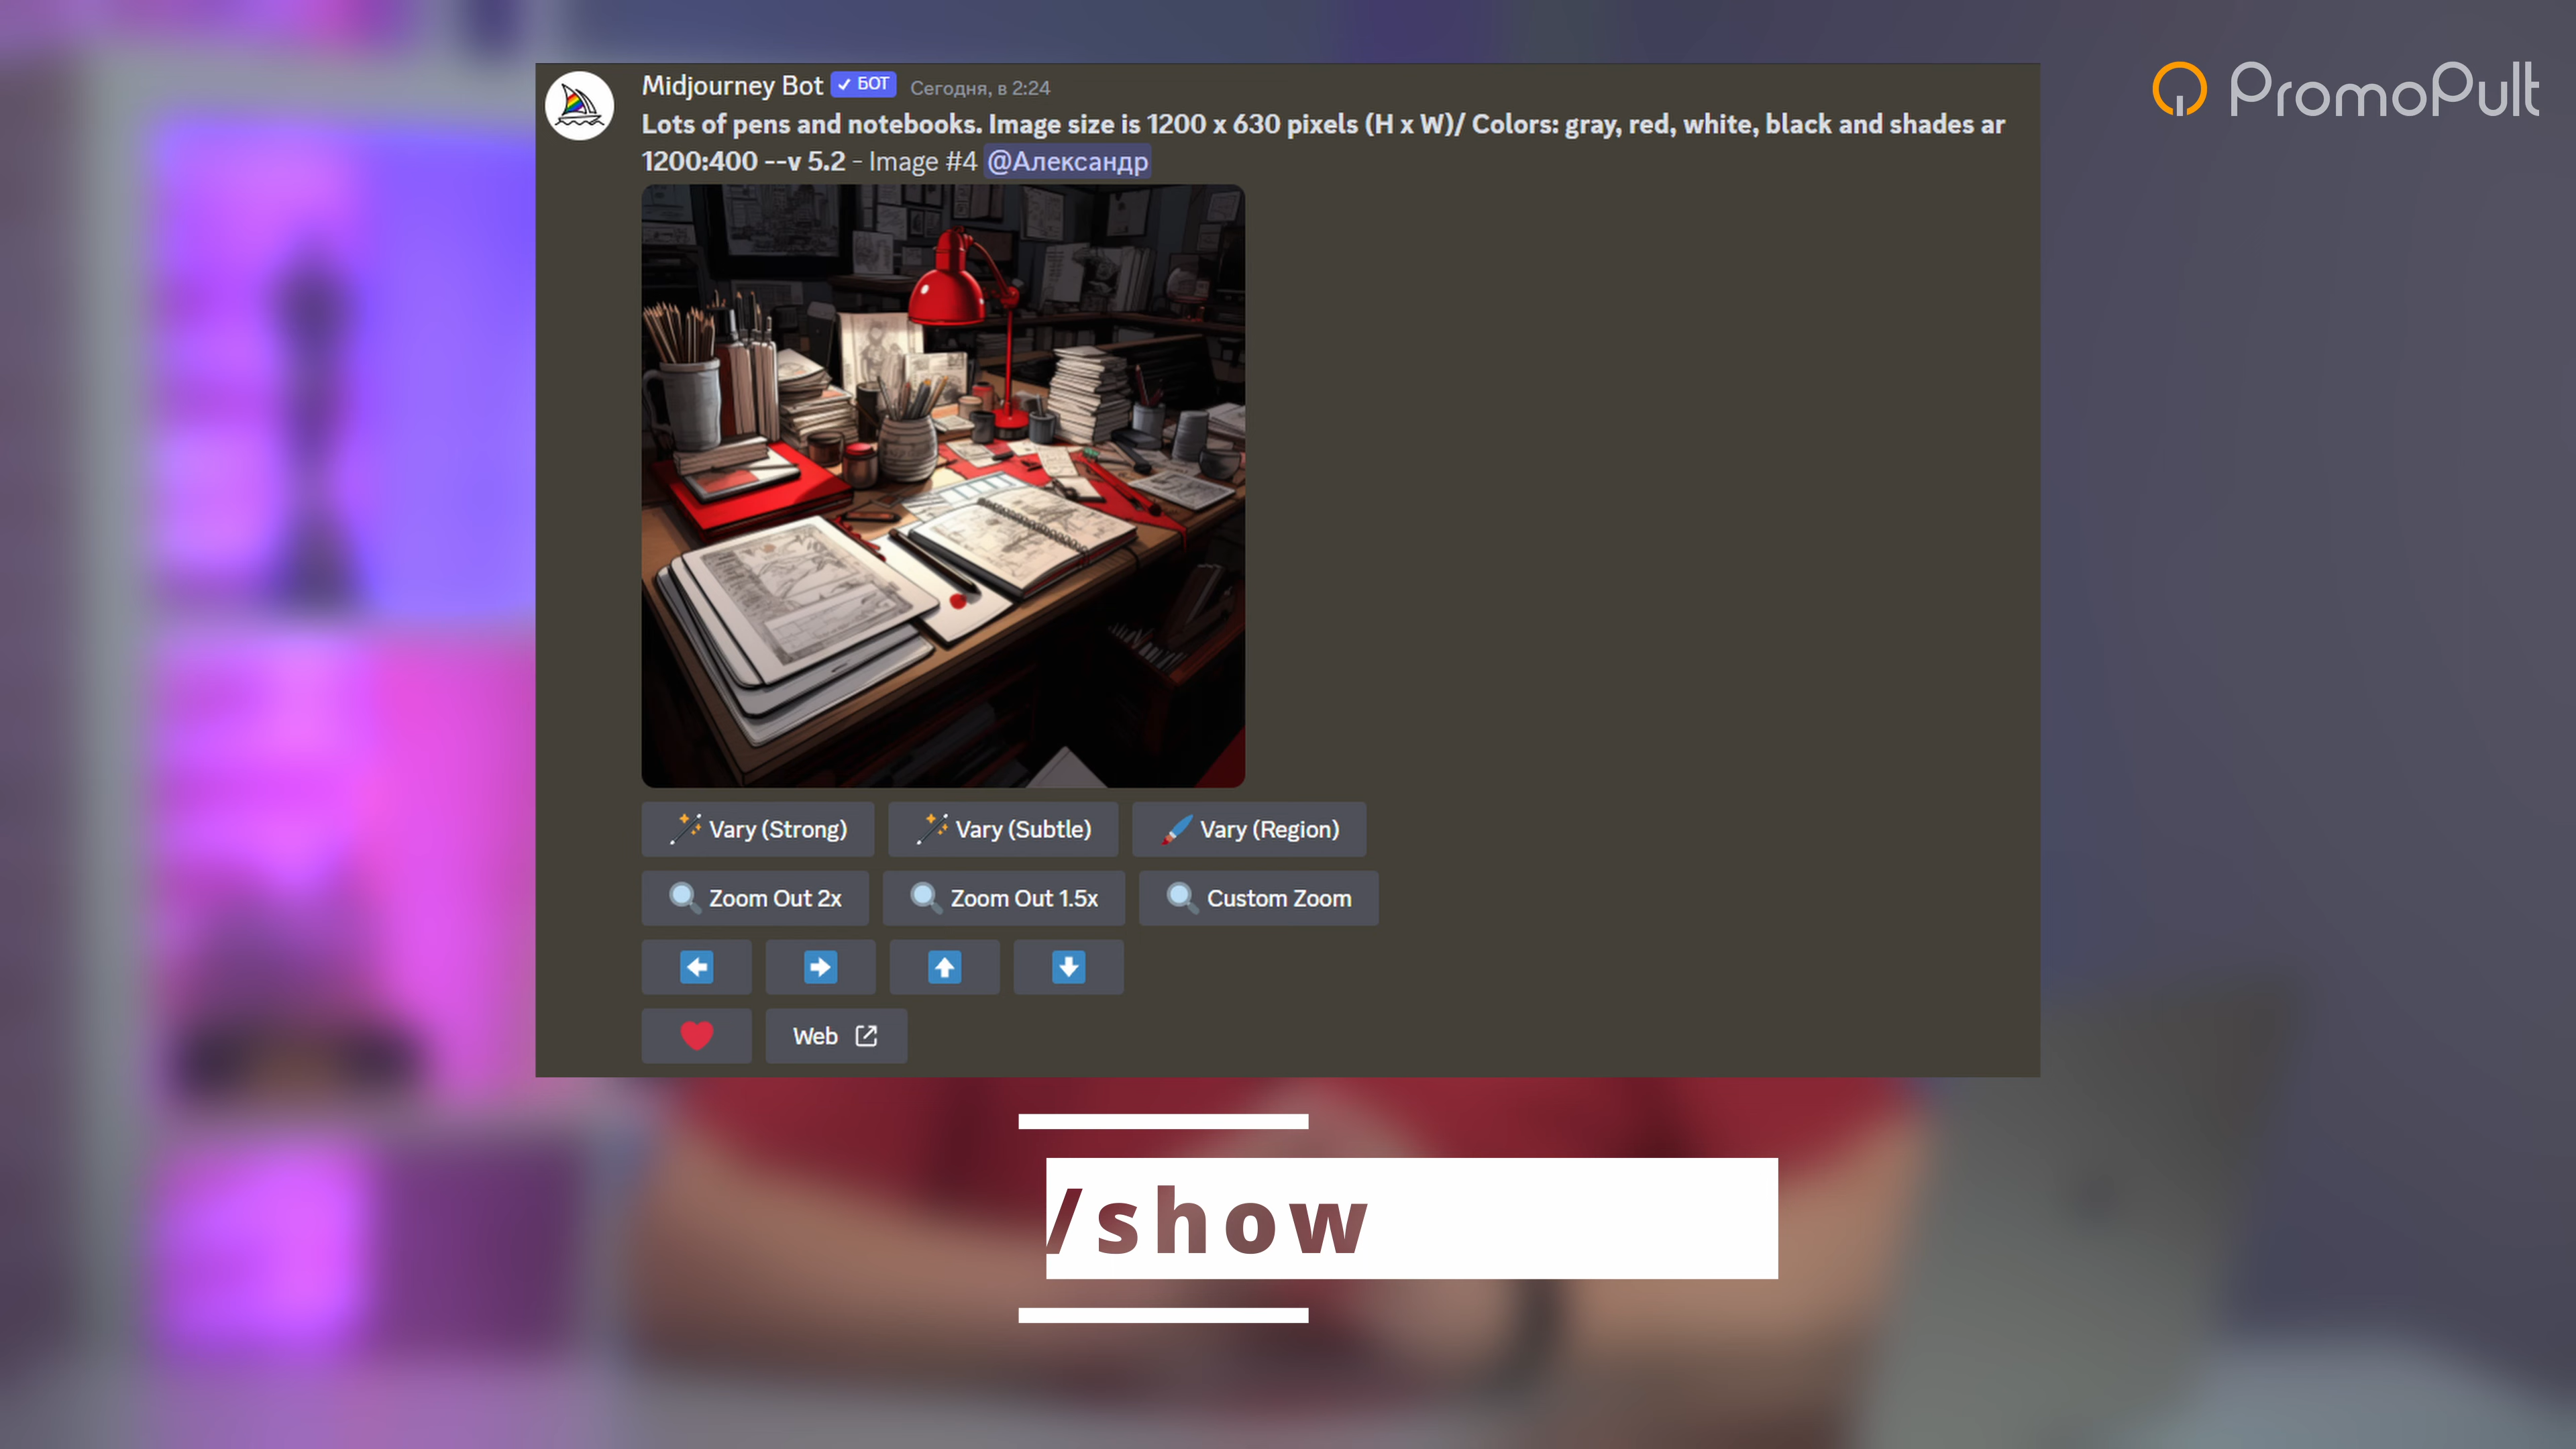 PromoPult
Midjourney Bot ✓ БОТ Сегодня, в 2:24
Lots of pens and notebooks. Image size is 1200 x 630 pixels (H x W)/ Colors: gray, red, white, black and shades ar
1200:400 --v 5.2 - Image #4 @Александр
Vary (Strong) Vary (Subtle) Vary (Region)
Zoom Out 2x Zoom Out 1.5x Custom Zoom
Web
/show